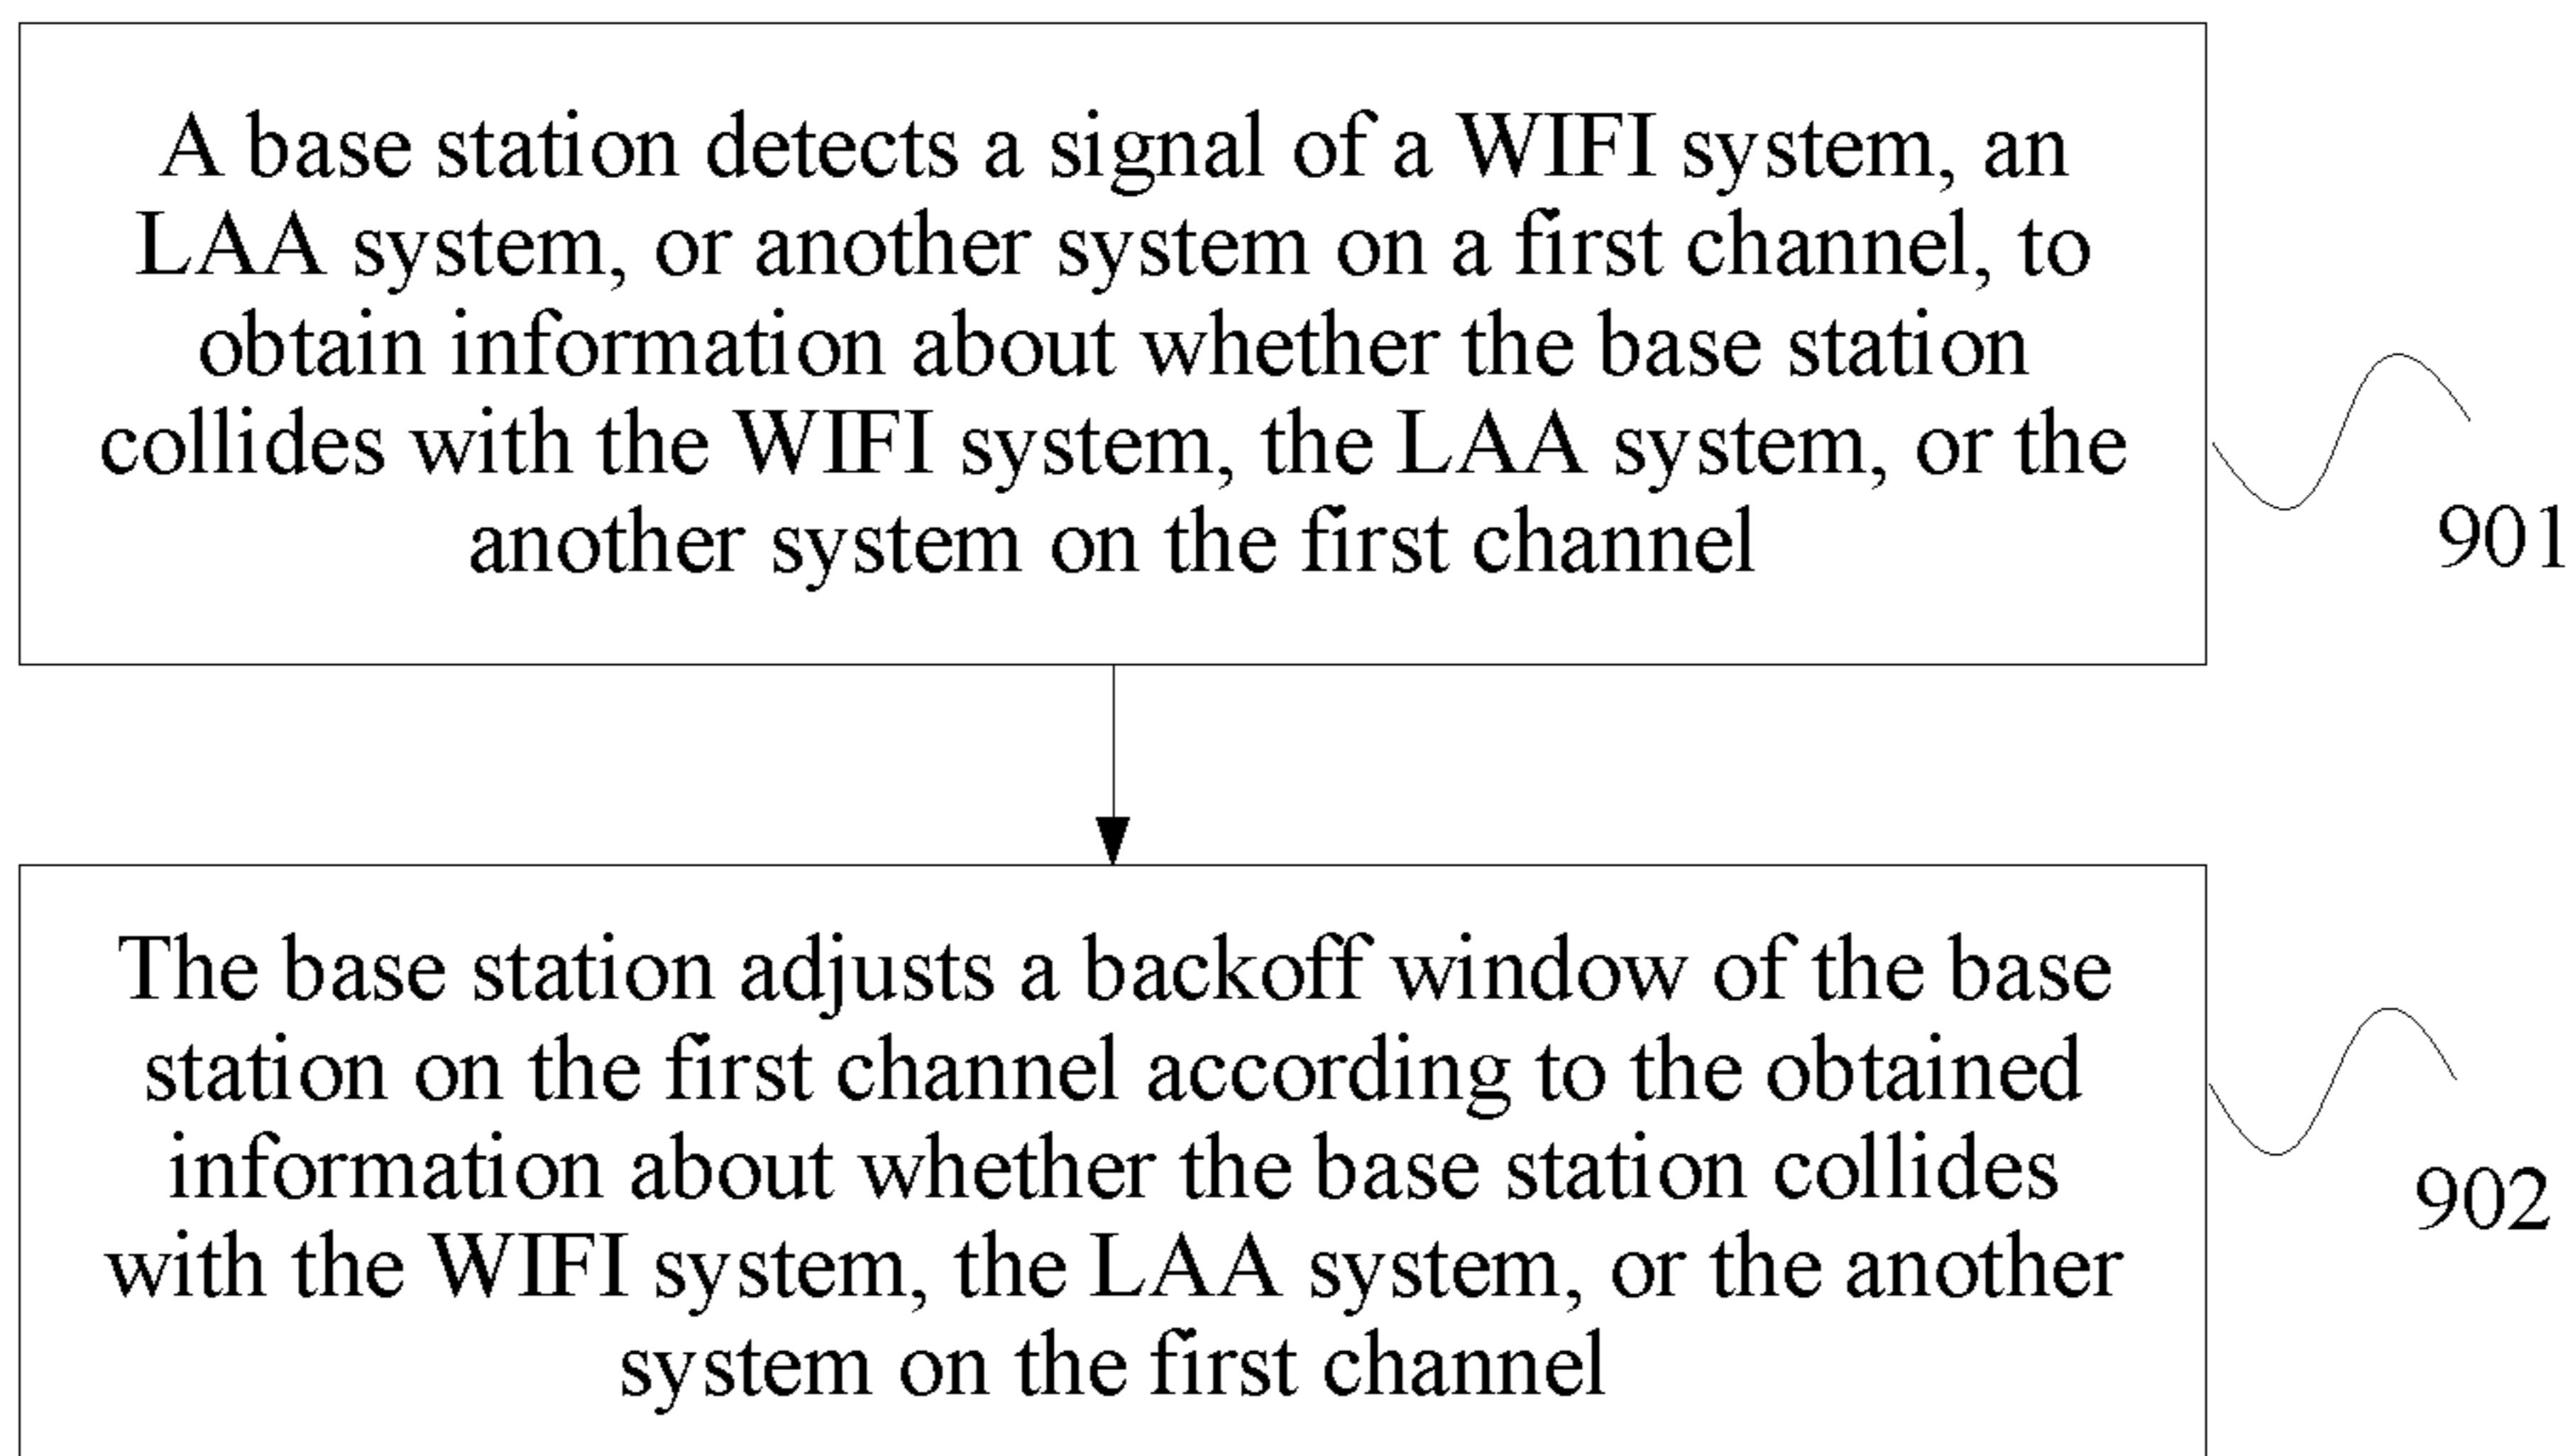 A base station detects a signal of a WIFI system, an
LAA system, or another system on a first channel, to
obtain information about whether the base station
collides with the WIFI system, the LAA system, or the
another system on the first channel
901
The base station adjusts a backoff window of the base
station on the first channel according to the obtained
information about whether the base station collides
with the WIFI system, the LAA system, or the another
system on the first channel
902